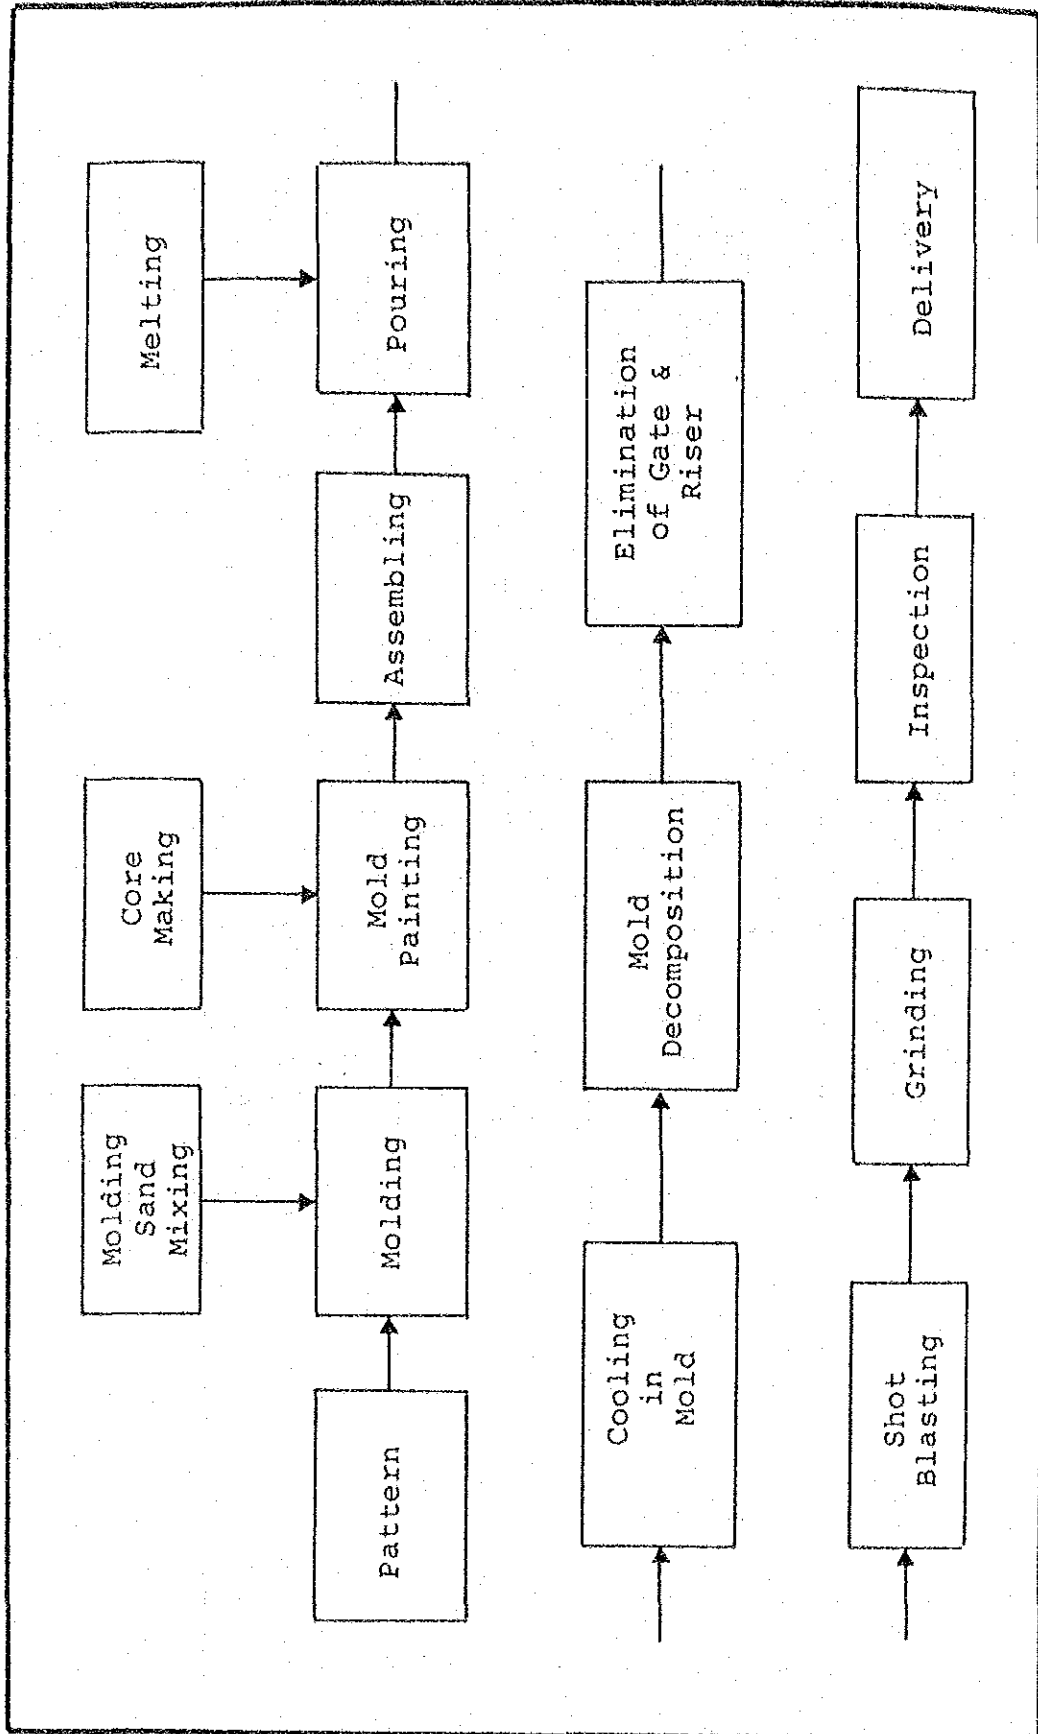 Molding
Sand
Mixing
Core
Making
Melting
Pattern
Molding
Mold
Painting
Assembling
Pouring
Cooling
in
Mold
Mold
Decomposition
Elimination
of Gate &
Riser
Shot
Blasting
Grinding
Inspection
Delivery